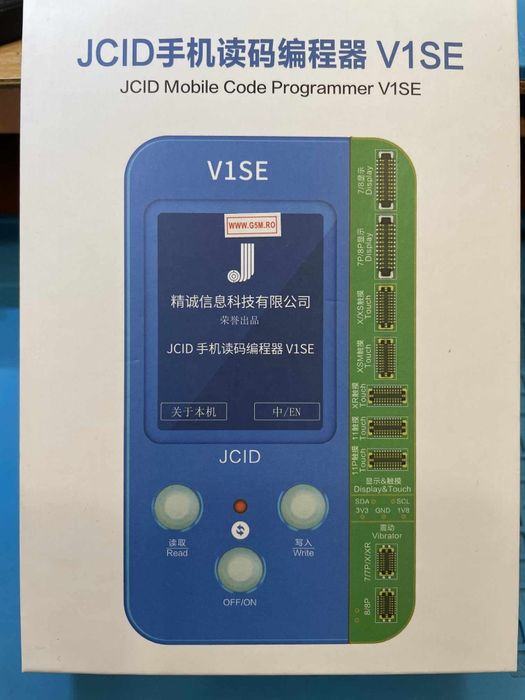 JCID手机读码编程器 V1SE
JCID Mobile Code Programmer V1SE
V1SE
WWW.G5M.RO
精诚信息科技有限公司
荣誉出品
JCID 手机读码编程器 V1SE
关于本机
中/EN
JCID
读取
Read
写入
Write
OFF/ON
7/8显示
Display
7P/8P显示
Display
X/XS触摸
Touch
XSM触摸
Touch
XR触摸
Touch
11触摸
Touch
11P触摸
Touch
显示&触摸
Display&Touch
SDA SCL
3V3 GND 1V8
震动
Vibrator
7/7P/X/XR
8/8P